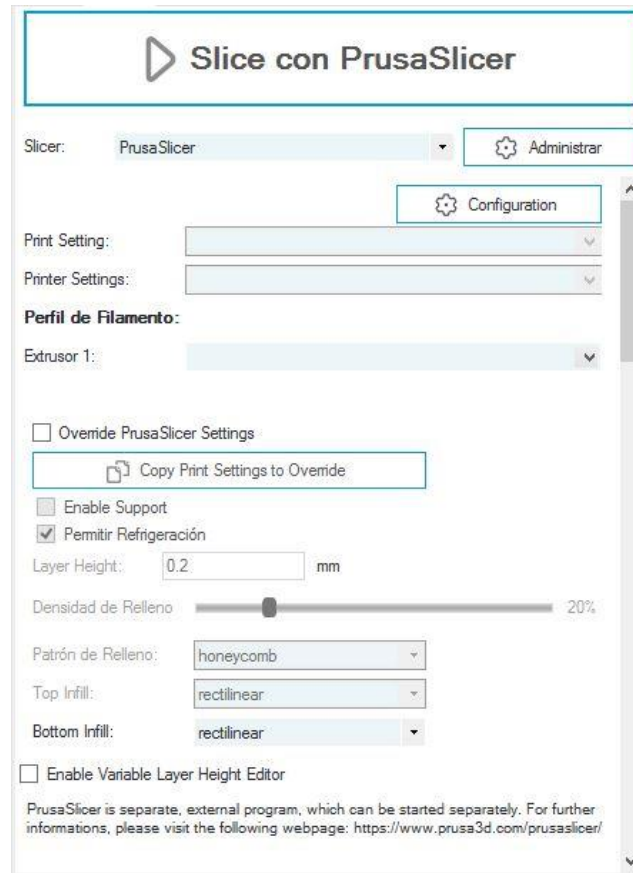 Slice con PrusaSlicer
Slicer: PrusaSlicer Administrar
Configuration
Print Setting:
Printer Settings:
Perfil de Filamento:
Extrusor 1:
Override PrusaSlicer Settings
Copy Print Settings to Override
Enable Support
Permitir Refrigeración
Layer Height: 0.2 mm
Densidad de Relleno 20%
Patrón de Relleno: honeycomb
Top Infill: rectilinear
Bottom Infill: rectilinear
Enable Variable Layer Height Editor
PrusaSlicer is separate, external program, which can be started separately. For further
informations, please visit the following webpage: https://www.prusa3d.com/prusaslicer/